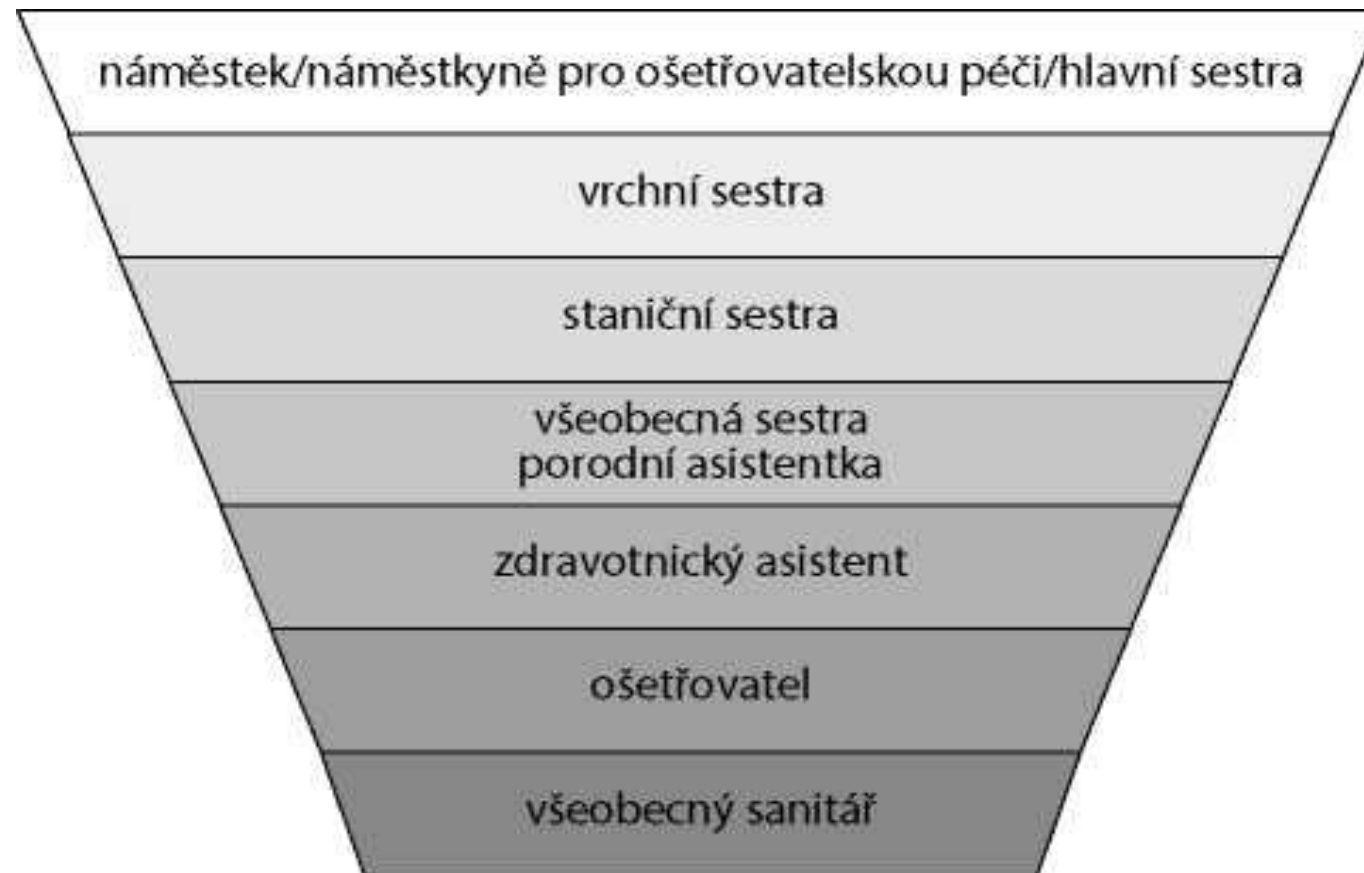 náměstek/náměstkyně pro ošetřovatelskou péči/hlavní sestra
vrchní sestra
staniční sestra
všeobecná sestra
porodní asistentka
zdravotnický asistent
ošetřovatel
všeobecný sanitář